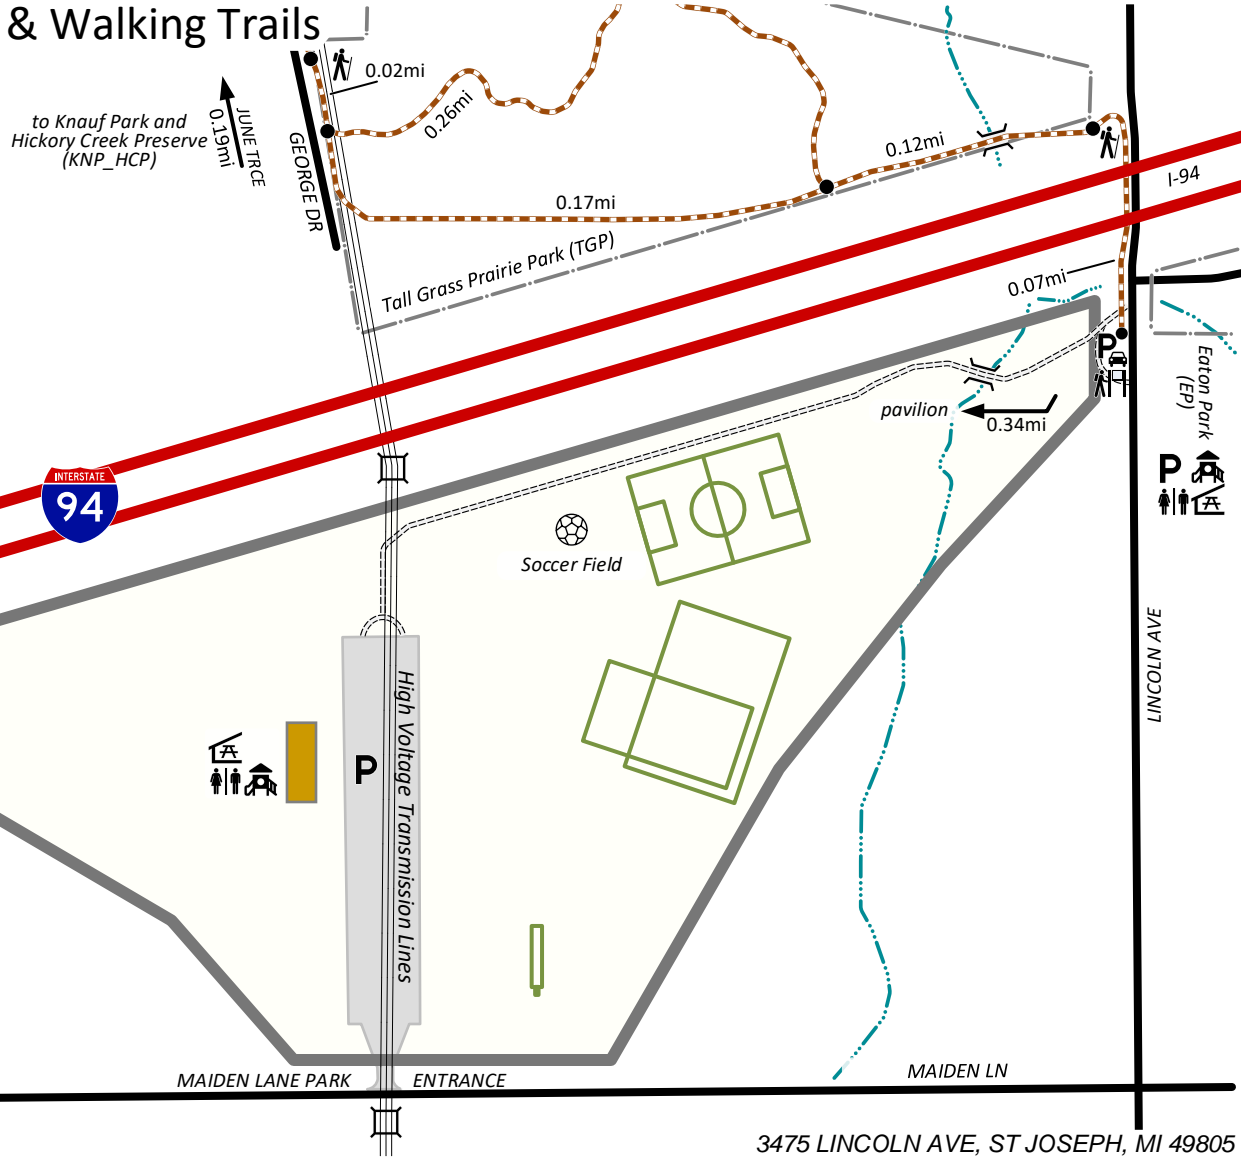 & Walking Trails
0.02mi
0.26mi
to Knauf Park and
Hickory Creek Preserve
(KNP_HCP)
JUNE TRCE
0.19mi
GEORGE DR
0.12mi
0.17mi
I-94
Tall Grass Prairie Park (TGP)
0.07mi
P
Eaton Park
(EP)
pavilion
0.34mi
P
INTERSTATE
94
Soccer Field
LINCOLN AVE
High Voltage Transmission Lines
P
MAIDEN LANE PARK
ENTRANCE
MAIDEN LN
3475 LINCOLN AVE, ST JOSEPH, MI 49805